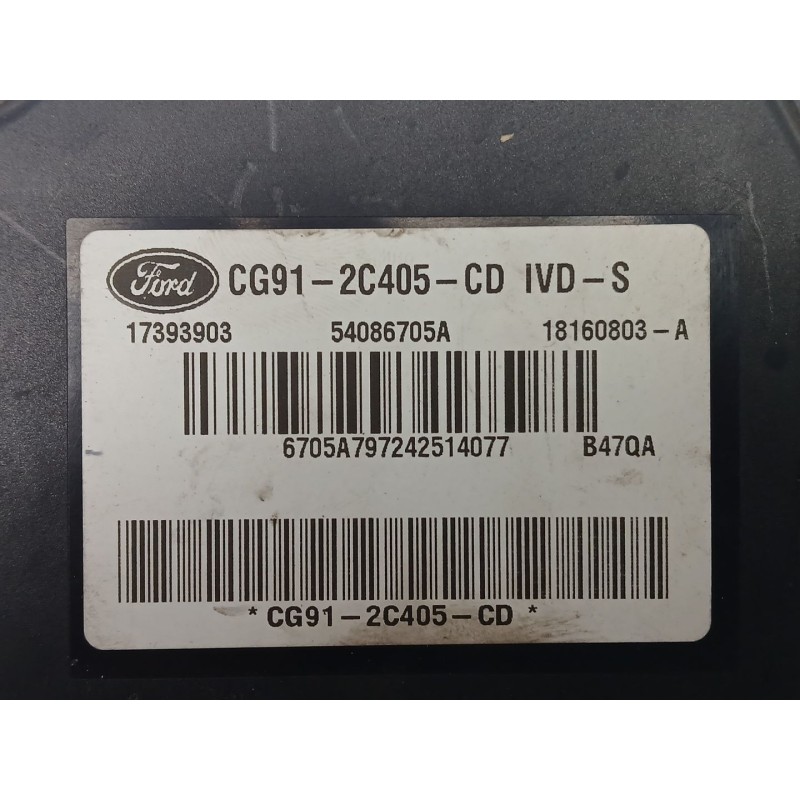 Ford CG91-2C405-CD IVD-S
17393903 54086705A 18160803-A
6705A797242514077 B47QA
*CG91-2C405-CD*